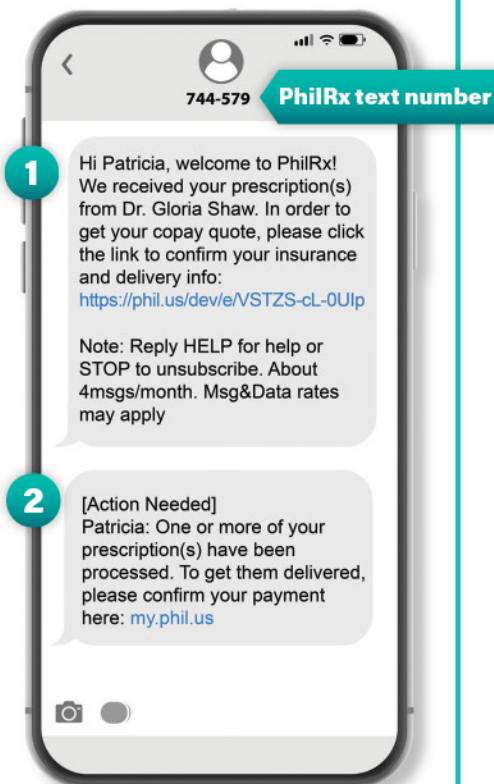 744-579
PhilRx text number
1
Hi Patricia, welcome to PhilRx!
We received your prescription(s)
from Dr. Gloria Shaw. In order to
get your copay quote, please click
the link to confirm your insurance
and delivery info:
https://phil.us/dev/e/VSTZS-cL-0UIp
Note: Reply HELP for help or
STOP to unsubscribe. About
4msgs/month. Msg&Data rates
may apply
2
[Action Needed]
Patricia: One or more of your
prescription(s) have been
processed. To get them delivered,
please confirm your payment
here: my.phil.us